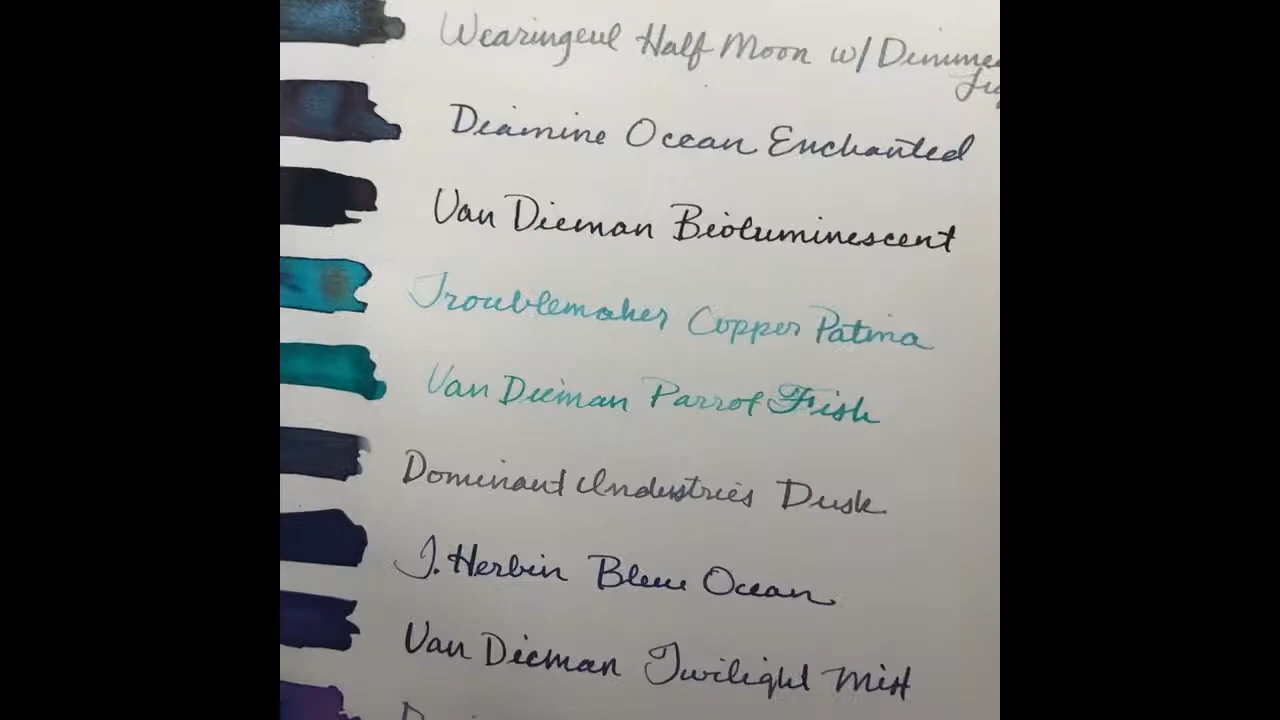 Wearingeul Half Moon w/ Dimme
Diamine Ocean Enchanted
Van Dieman Bioluminescent
Troublemaker Copper Patina
Van Dieman Parrot Fish
Dominant Industries Dusk
J. Herbin Bleu Ocean
Van Dieman Twilight Mist